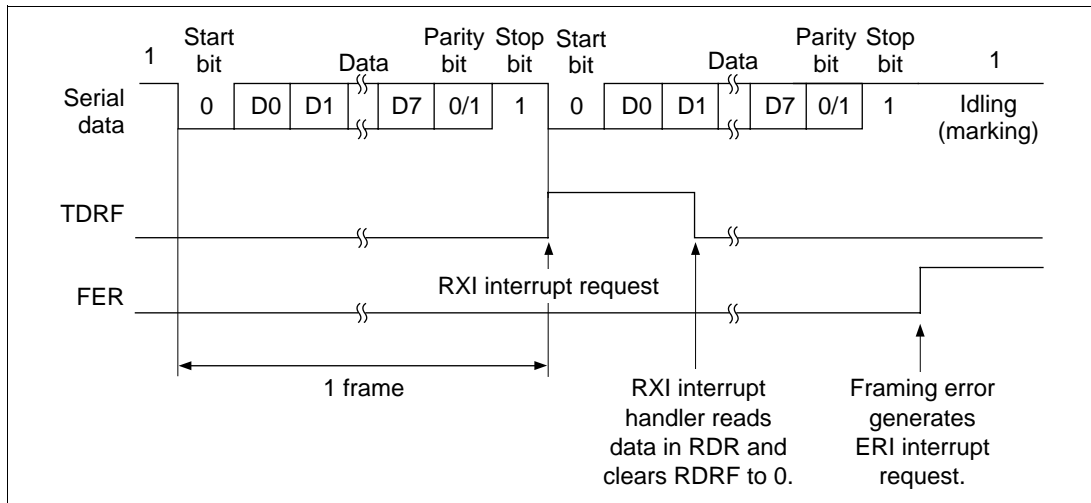 Start Parity Stop Start Parity Stop
1 bit Data bit bit bit Data bit bit 1
Serial data 0 D0 D1 D7 0/1 1 0 D0 D1 D7 0/1 1 Idling (marking)
TDRF
RXI interrupt request
FER
1 frame
RXI interrupt
handler reads
data in RDR and
clears RDRF to 0.
Framing error
generates
ERI interrupt
request.